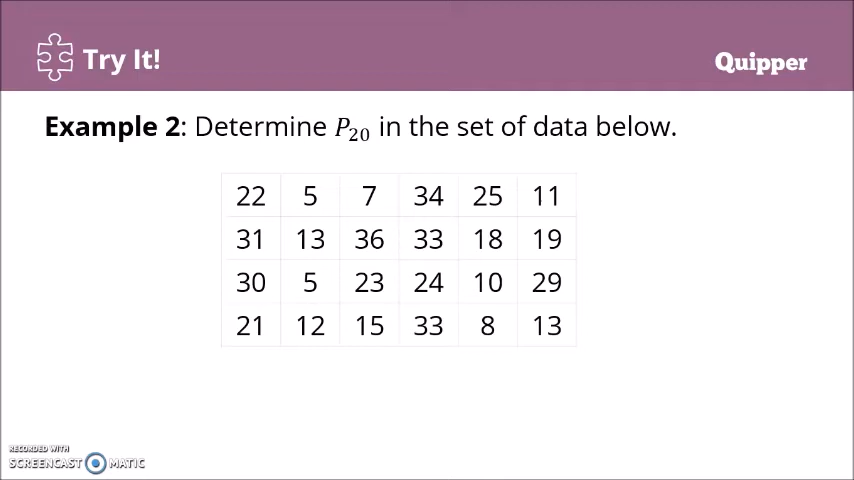 Try It!
Quipper
Example 2: Determine P₂₀ in the set of data below.
22 5 7 34 25 11
31 13 36 33 18 19
30 5 23 24 10 29
21 12 15 33 8 13
RECORDED WITH
SCREENCAST MATIC